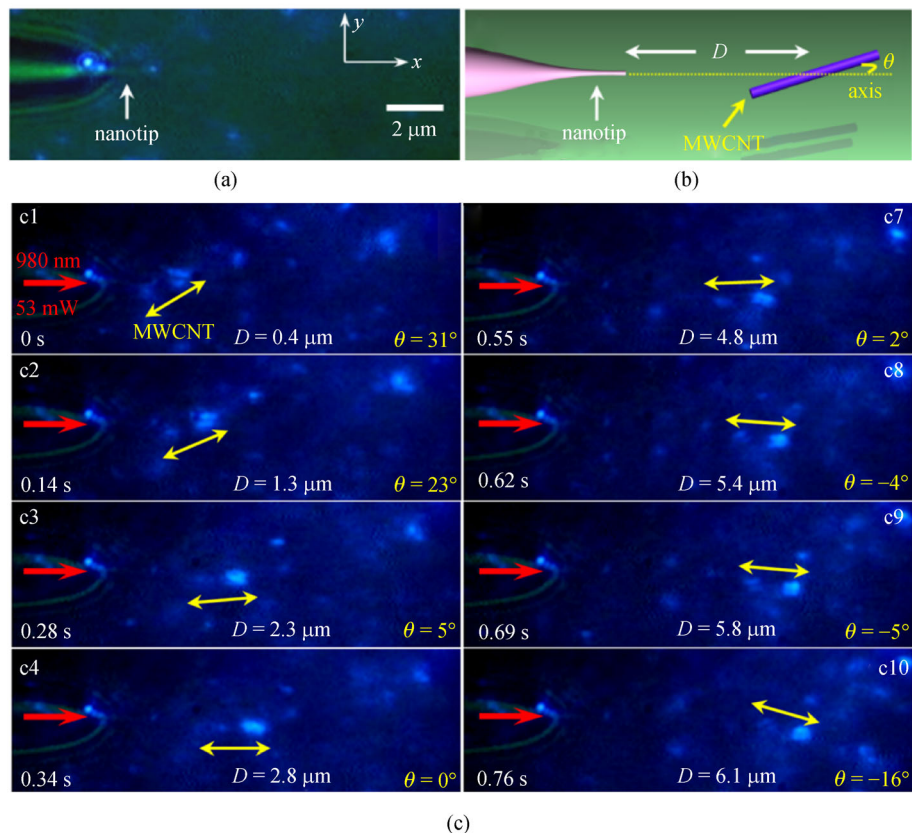 y
x
nanotip
2 μm
(a)
D
θ
axis
nanotip
MWCNT
(b)
c1
980 nm
53 mW
MWCNT
0 s
D = 0.4 μm
θ = 31°
c2
0.14 s
D = 1.3 μm
θ = 23°
c3
0.28 s
D = 2.3 μm
θ = 5°
c4
0.34 s
D = 2.8 μm
θ = 0°
c7
0.55 s
D = 4.8 μm
θ = 2°
c8
0.62 s
D = 5.4 μm
θ = −4°
c9
0.69 s
D = 5.8 μm
θ = −5°
c10
0.76 s
D = 6.1 μm
θ = −16°
(c)